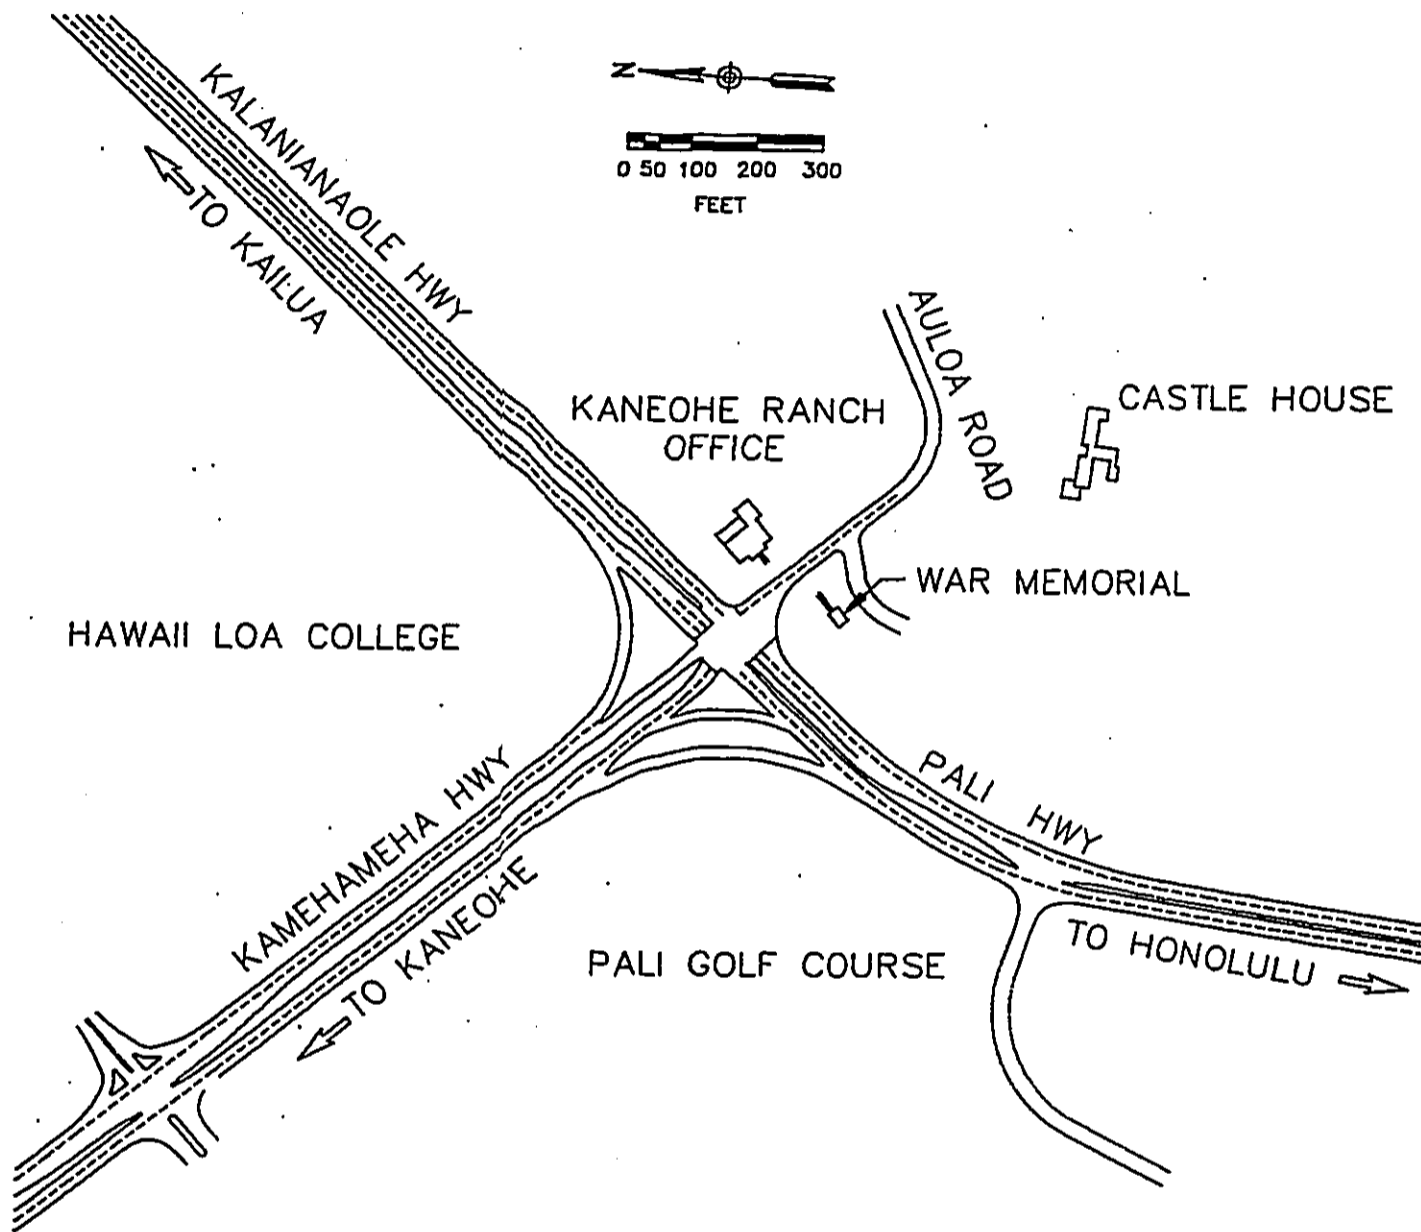 N
0 50 100 200 300
FEET
KALANIANAOLE HWY
TO KAILUA
AULOA ROAD
KANEOHE RANCH
OFFICE
CASTLE HOUSE
WAR MEMORIAL
HAWAII LOA COLLEGE
KAMEHAMEHA HWY
TO KANEOHE
PALI HWY
TO HONOLULU
PALI GOLF COURSE